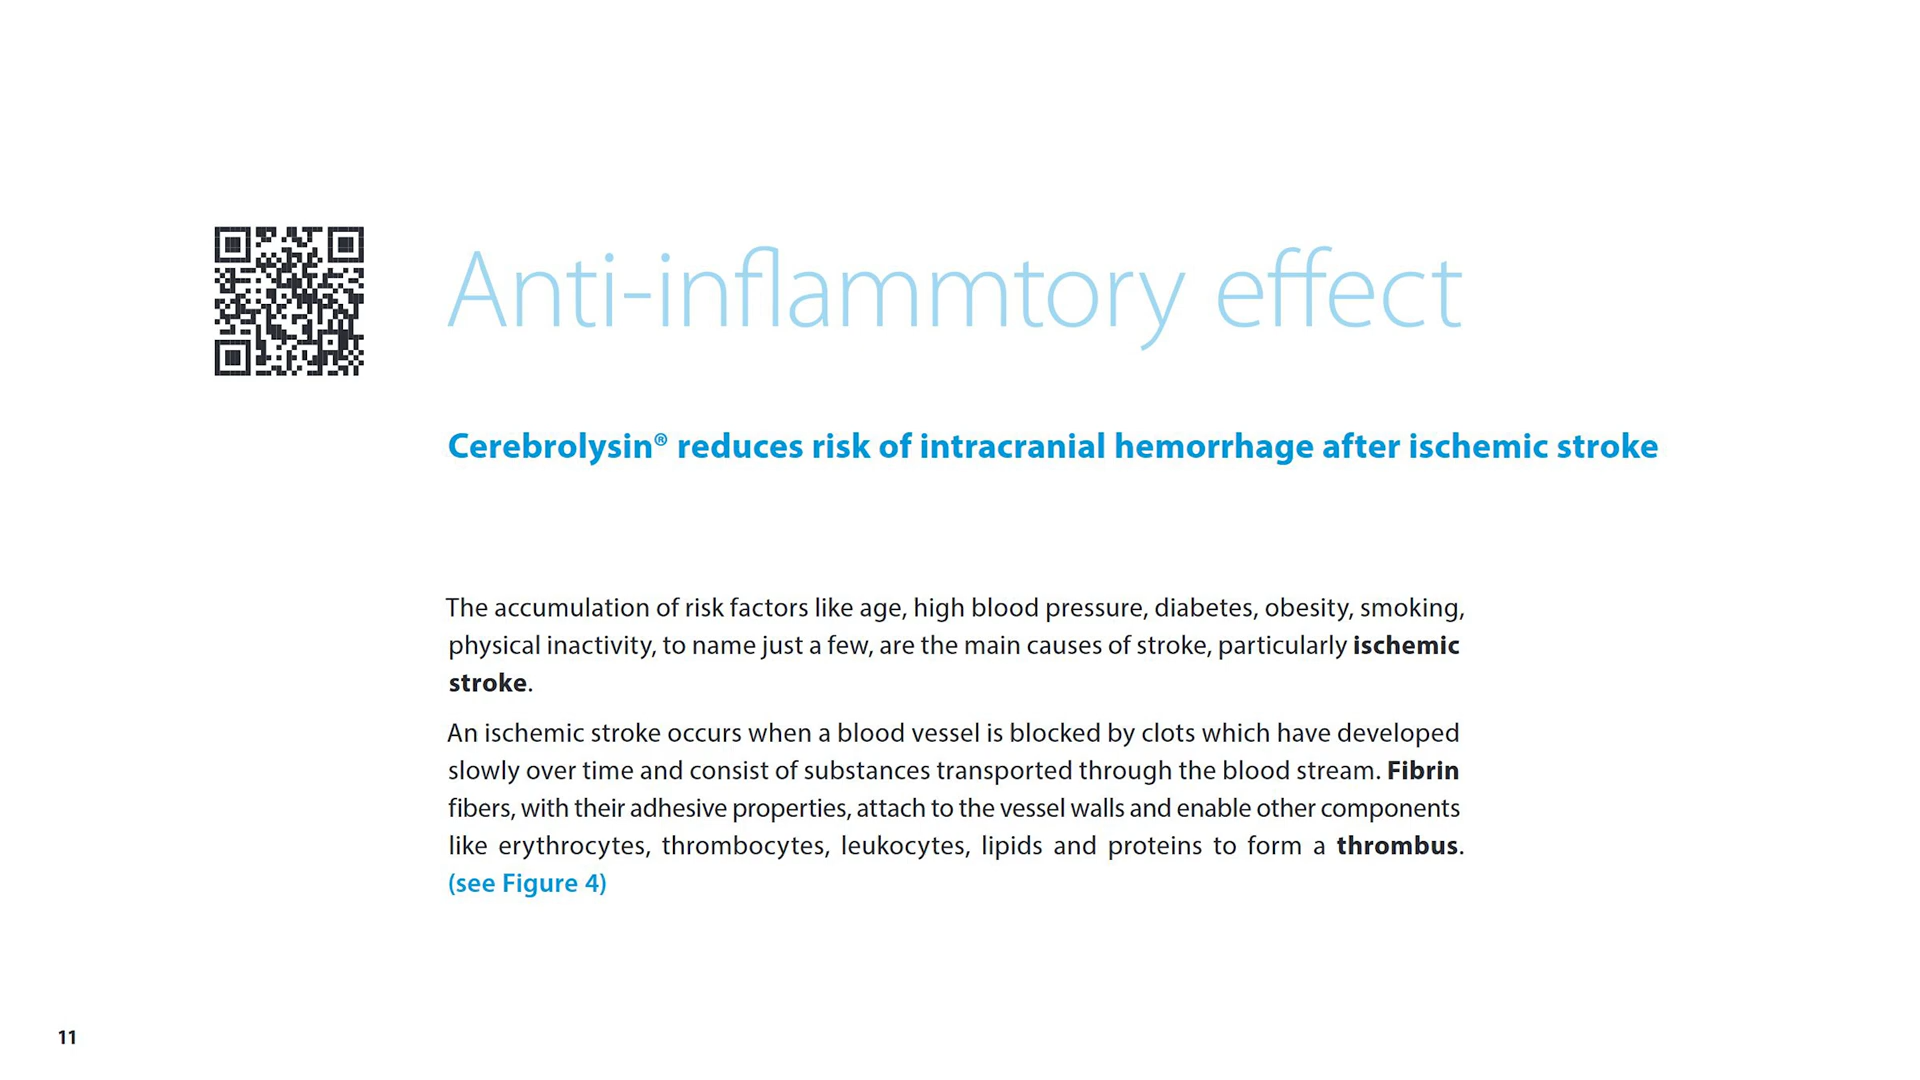 Anti-inflammtory effect
Cerebrolysin® reduces risk of intracranial hemorrhage after ischemic stroke
The accumulation of risk factors like age, high blood pressure, diabetes, obesity, smoking,
physical inactivity, to name just a few, are the main causes of stroke, particularly ischemic
stroke.
An ischemic stroke occurs when a blood vessel is blocked by clots which have developed
slowly over time and consist of substances transported through the blood stream. Fibrin
fibers, with their adhesive properties, attach to the vessel walls and enable other components
like erythrocytes, thrombocytes, leukocytes, lipids and proteins to form a thrombus.
(see Figure 4)
11